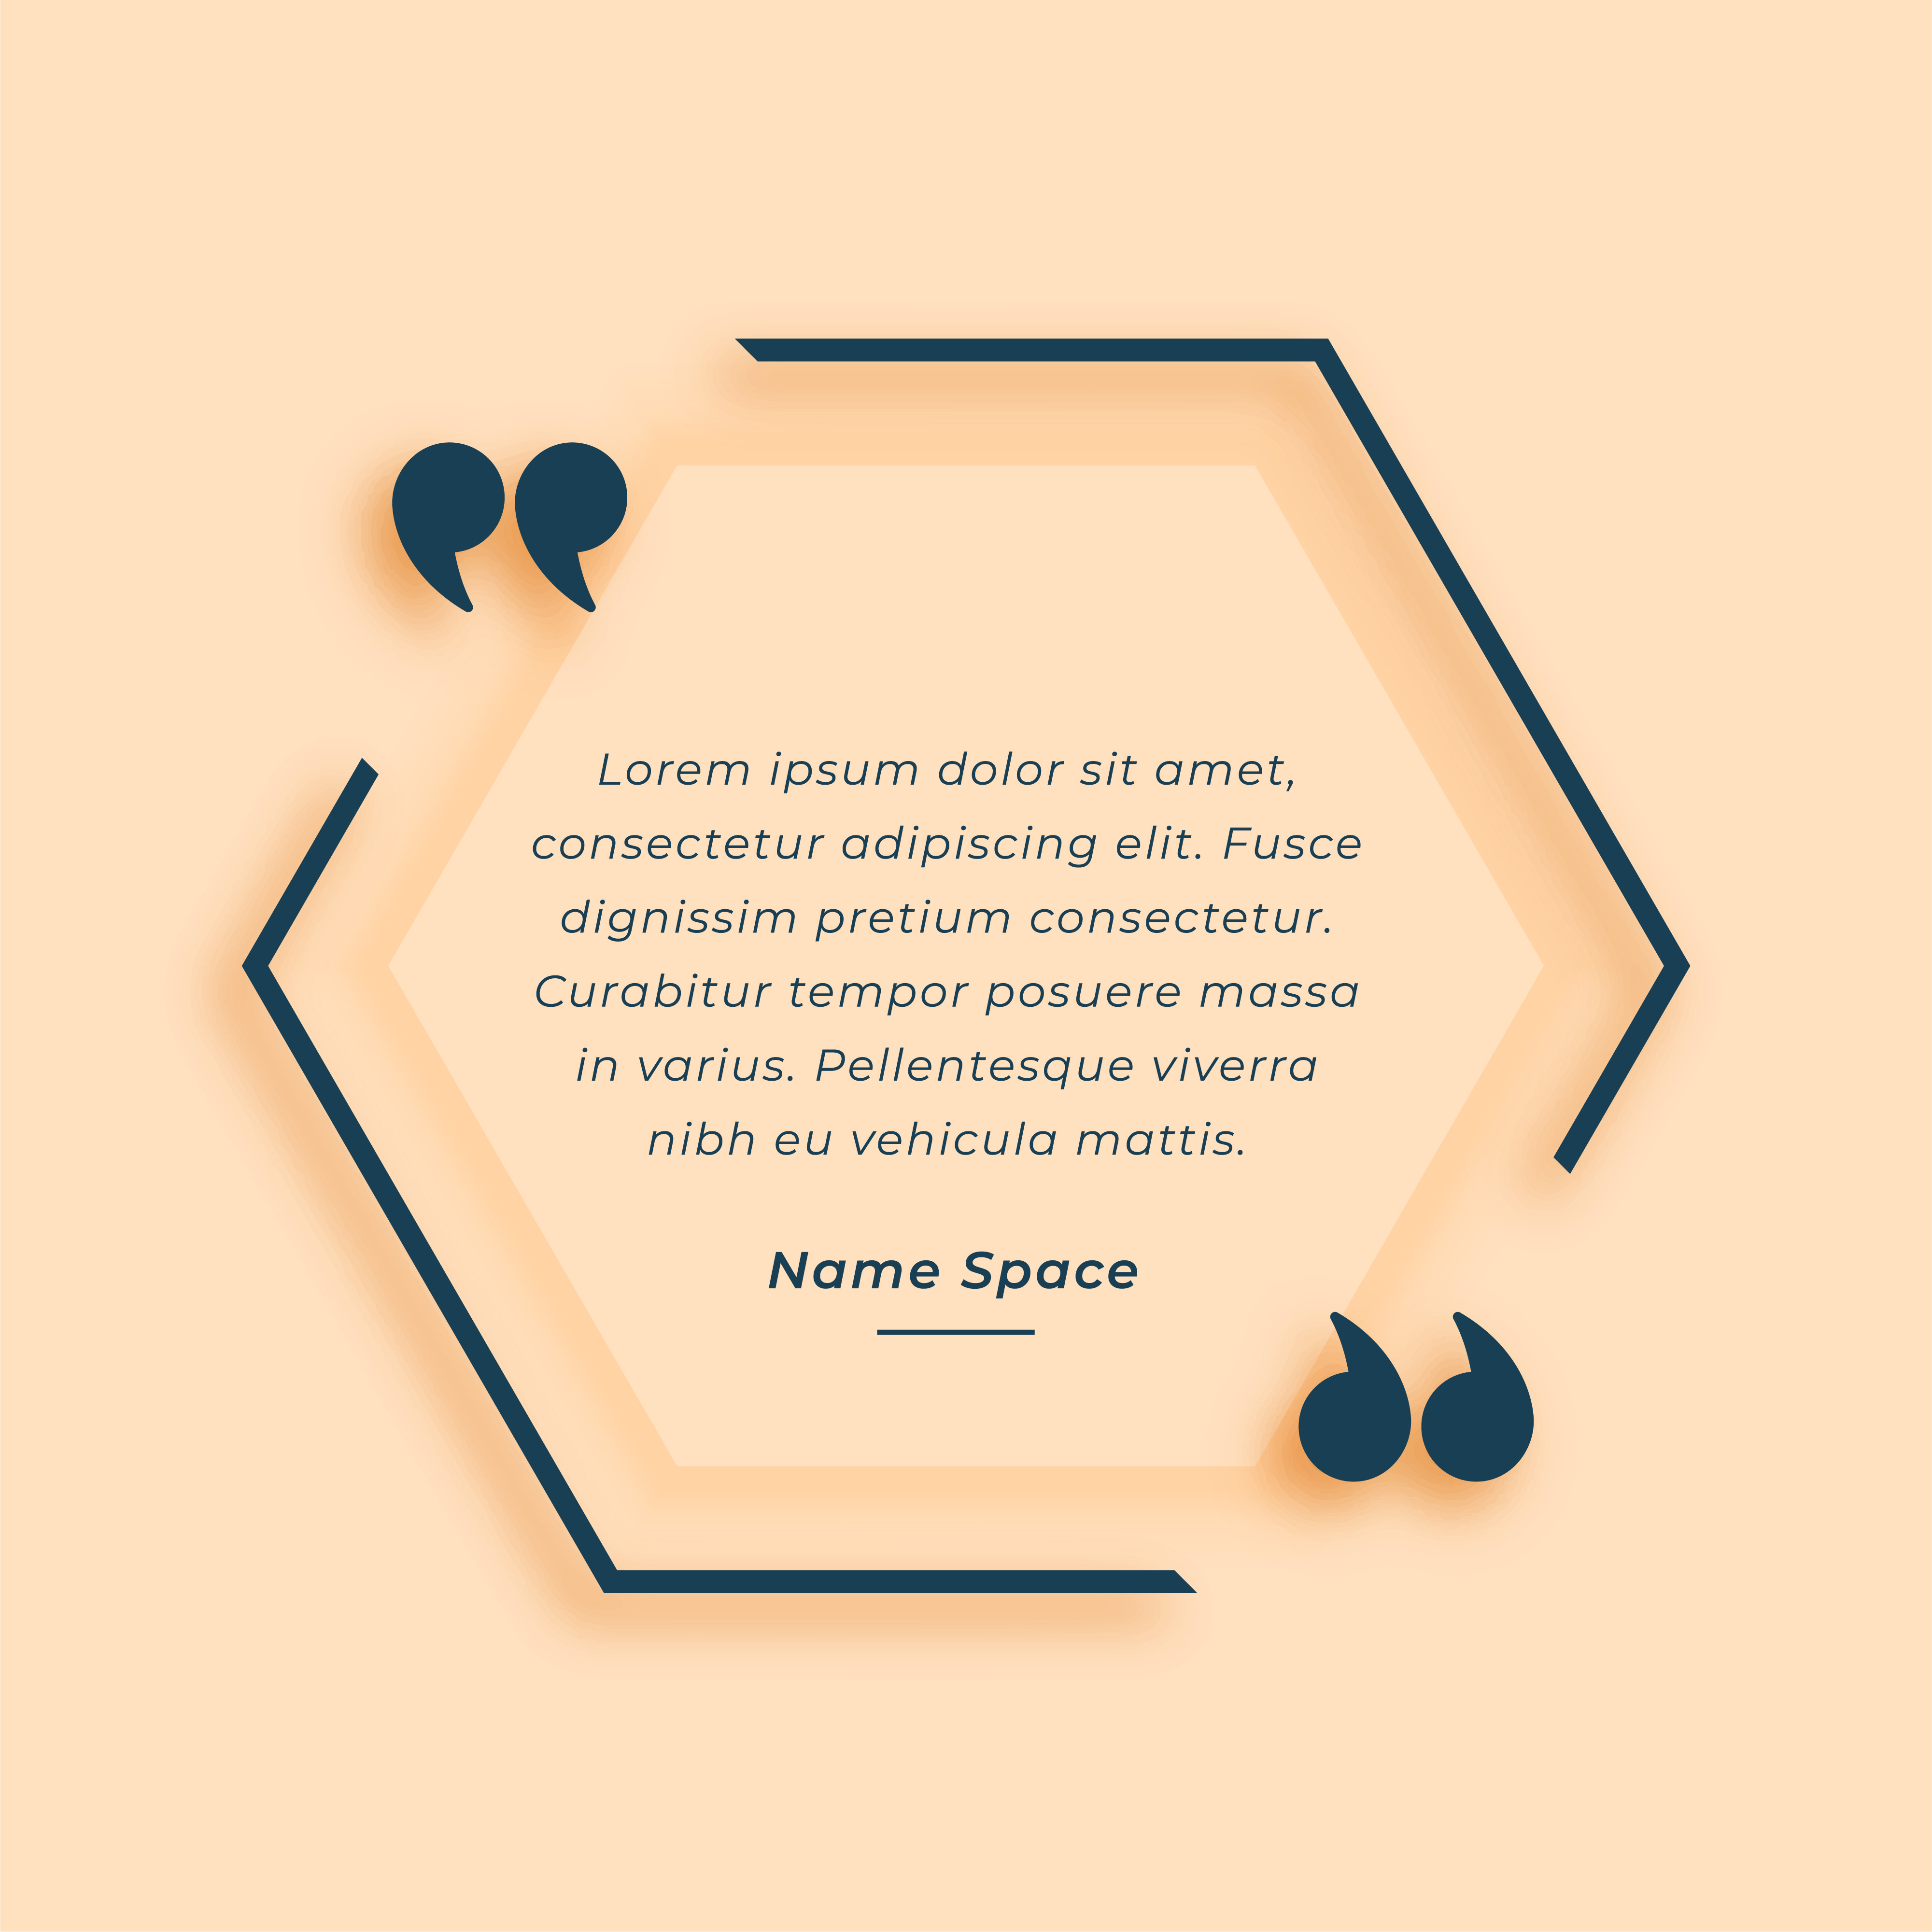 Lorem ipsum dolor sit amet,
consectetur adipiscing elit. Fusce
dignissim pretium consectetur.
Curabitur tempor posuere massa
in varius. Pellentesque viverra
nibh eu vehicula mattis.
Name Space